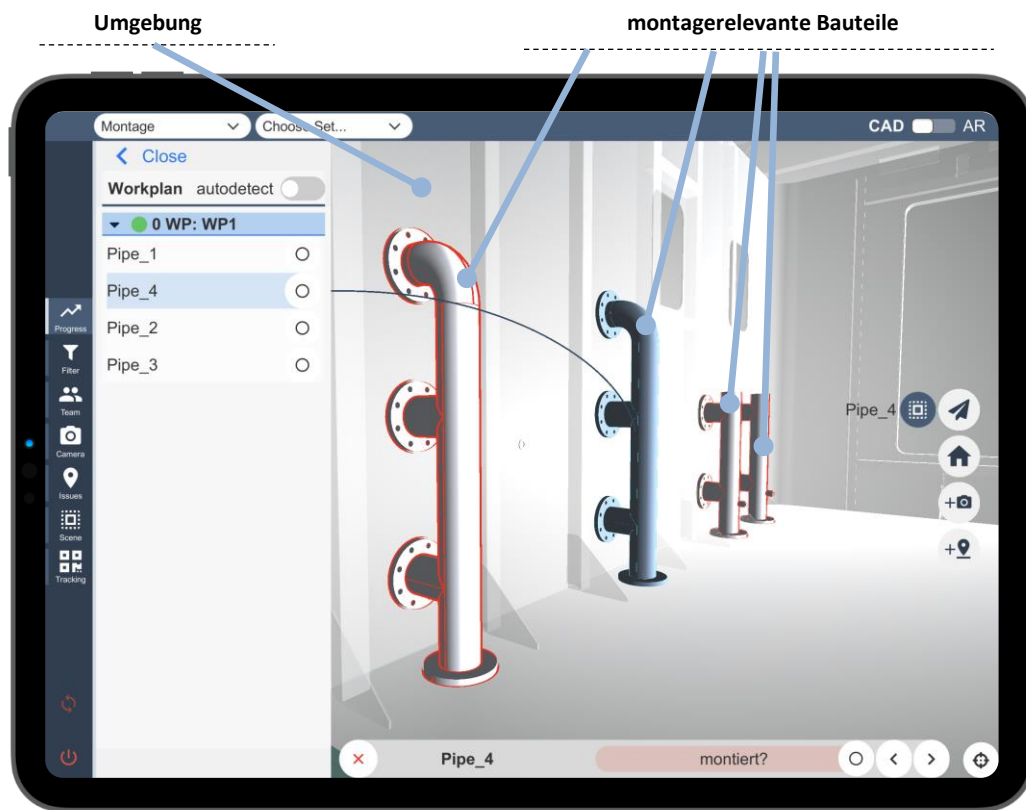 Umgebung
montagerelevante Bauteile
Montage
Choose Set...
CAD
AR
Close
Workplan autodetect
0 WP: WP1
Pipe_1
Pipe_4
Pipe_2
Pipe_3
Progress
Filter
Team
Camera
Issues
Scene
Tracking
Pipe_4
Pipe_4
montiert?